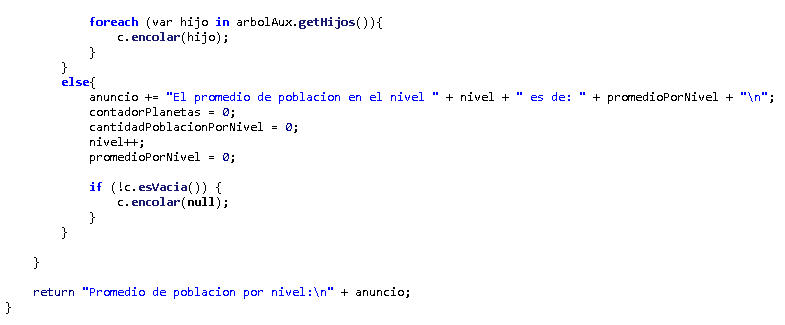 foreach (var hijo in arbolAux.getHijos()){
c.encolar(hijo);
}
}
else{
anuncio += "El promedio de poblacion en el nivel " + nivel + " es de: " + promedioPorNivel + "\n";
contadorPlanetas = 0;
cantidadPoblacionPorNivel = 0;
nivel++;
promedioPorNivel = 0;
if (!c.esVacia()) {
c.encolar(null);
}
}
}
return "Promedio de poblacion por nivel:\n" + anuncio;
}